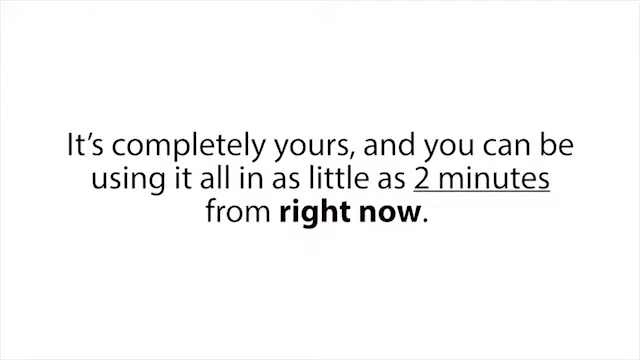 It’s completely yours, and you can be
using it all in as little as 2 minutes
from right now.